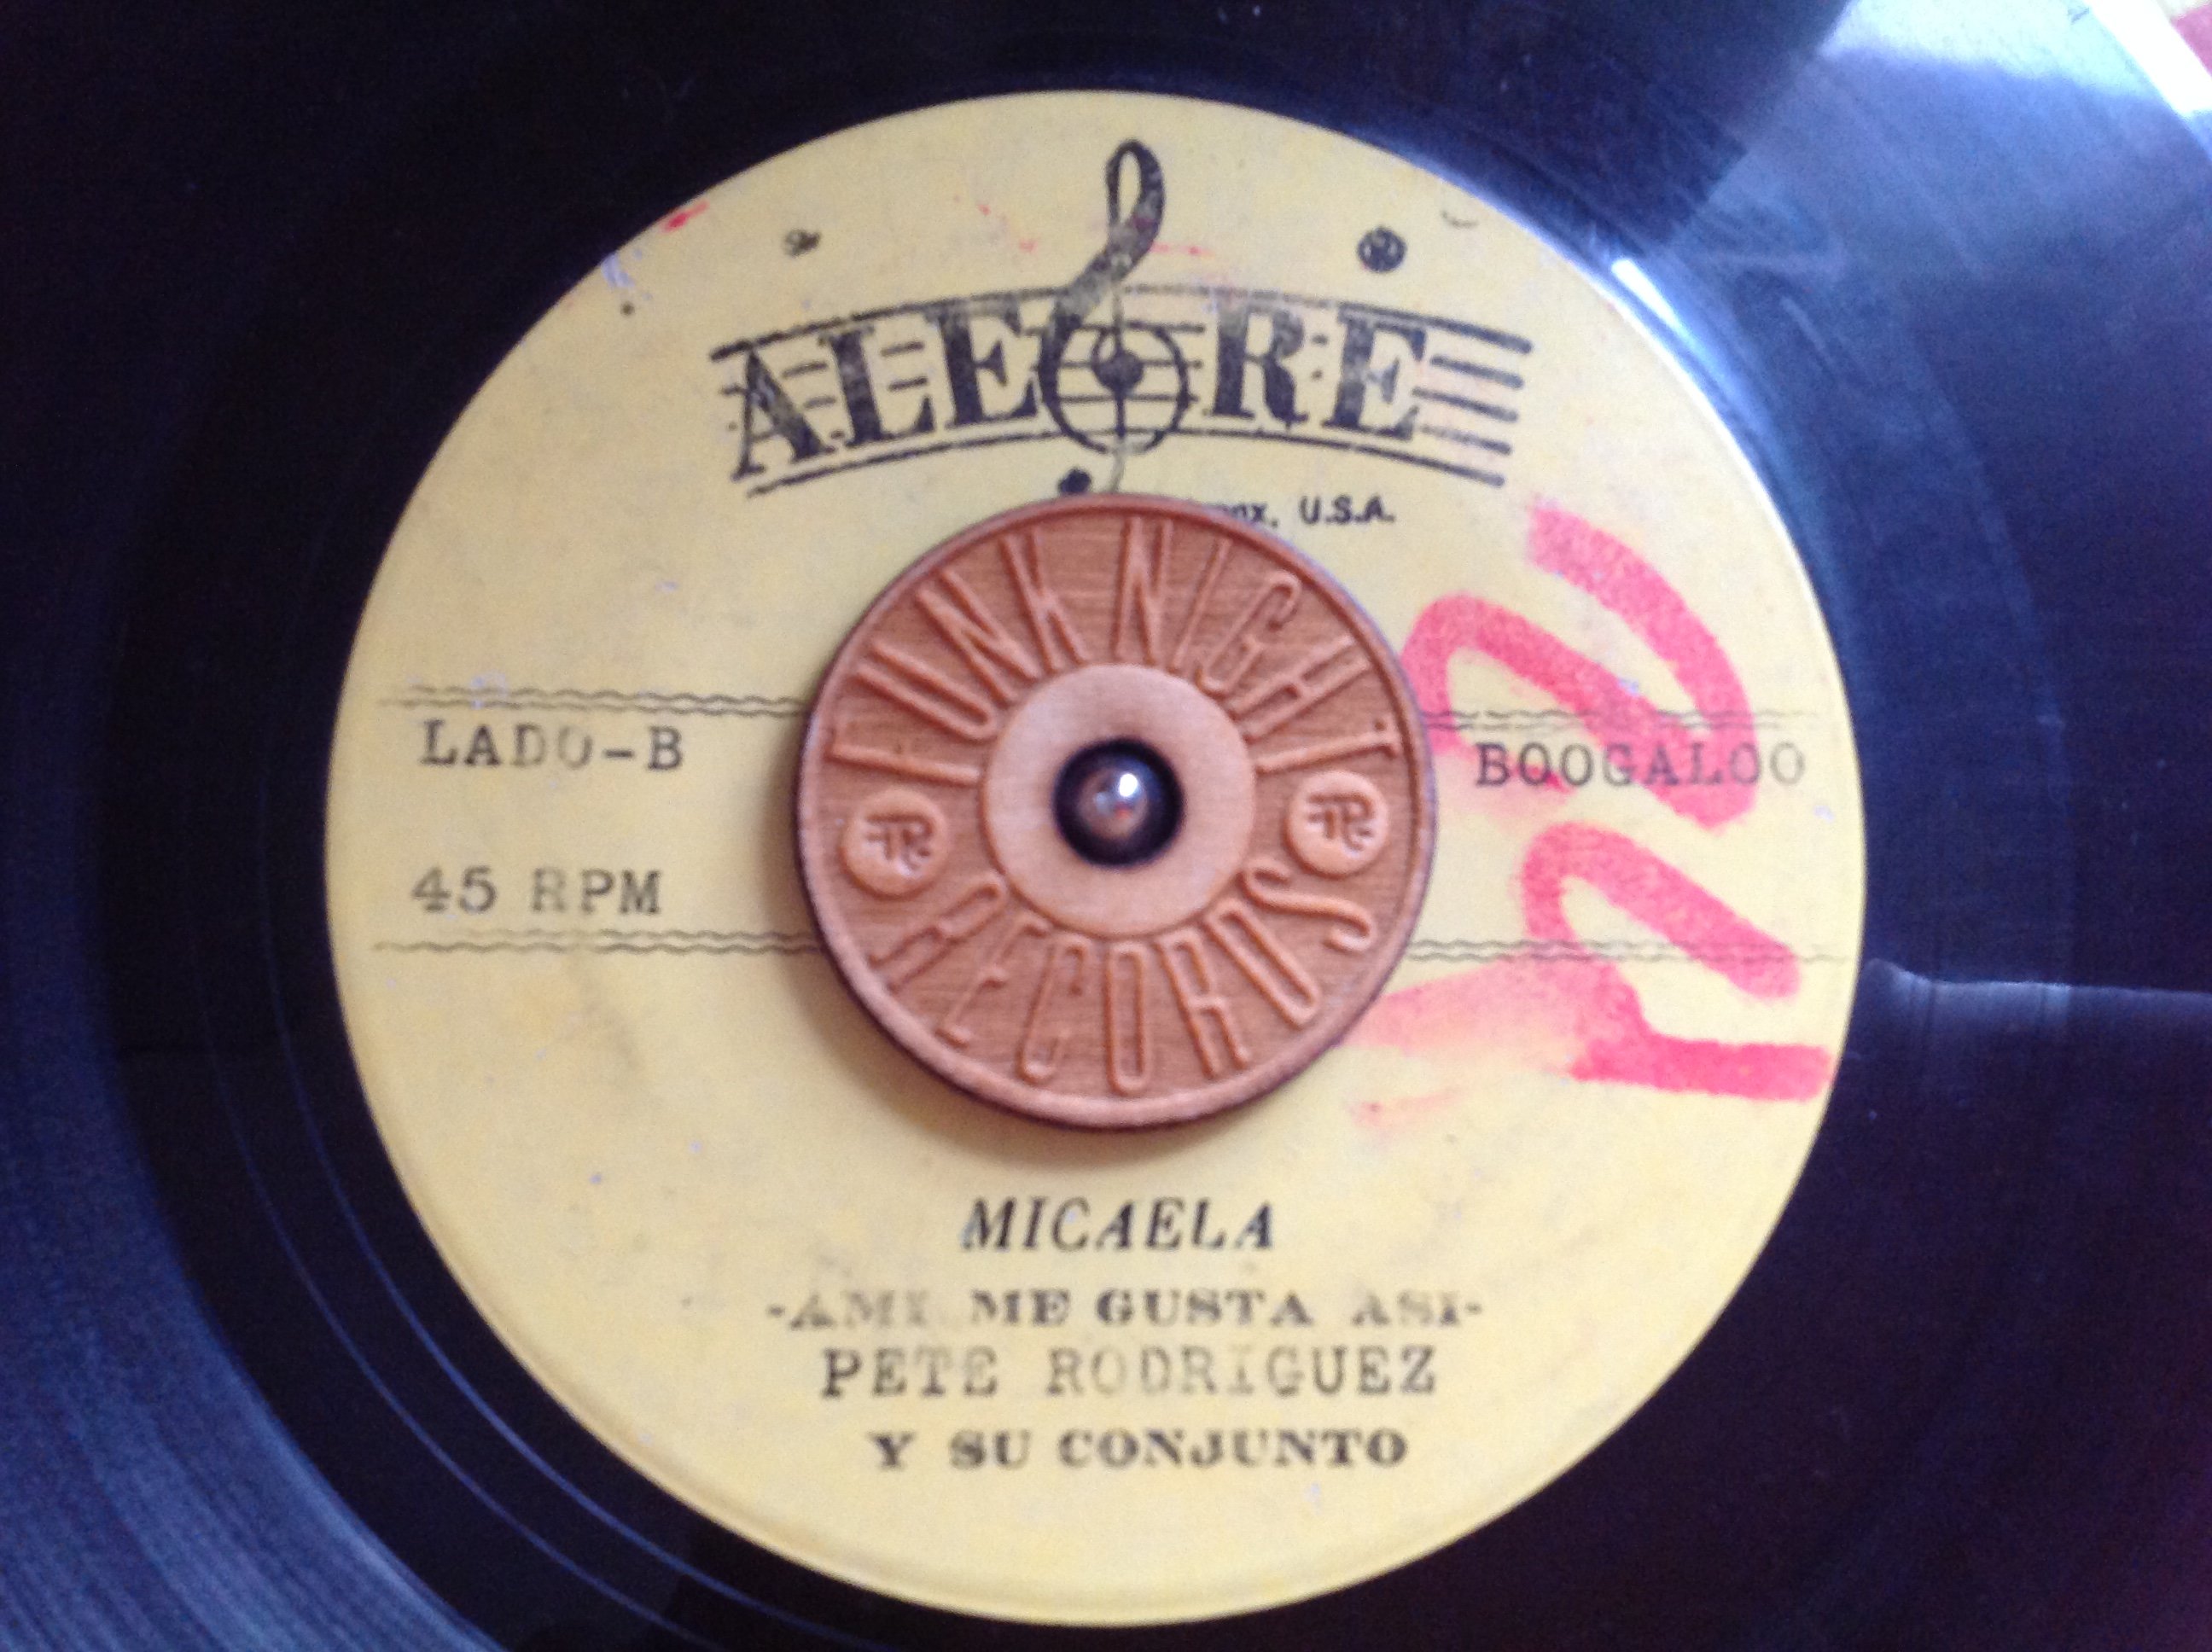 ALEGRE
U.S.A.
FUNK NIGHT
RECORDS
LADO-B
BOOGALOO
45 RPM
MICAELA
-AMI ME GUSTA ASI-
PETE RODRIGUEZ
Y SU CONJUNTO